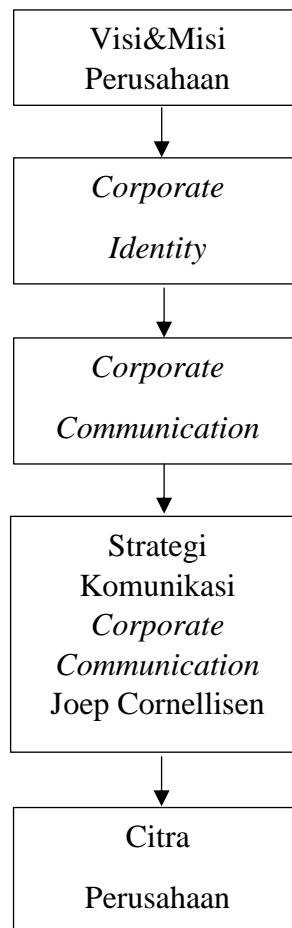 Visi&Misi
Perusahaan
Corporate
Identity
Corporate
Communication
Strategi
Komunikasi
Corporate
Communication
Joep Cornellisen
Citra
Perusahaan